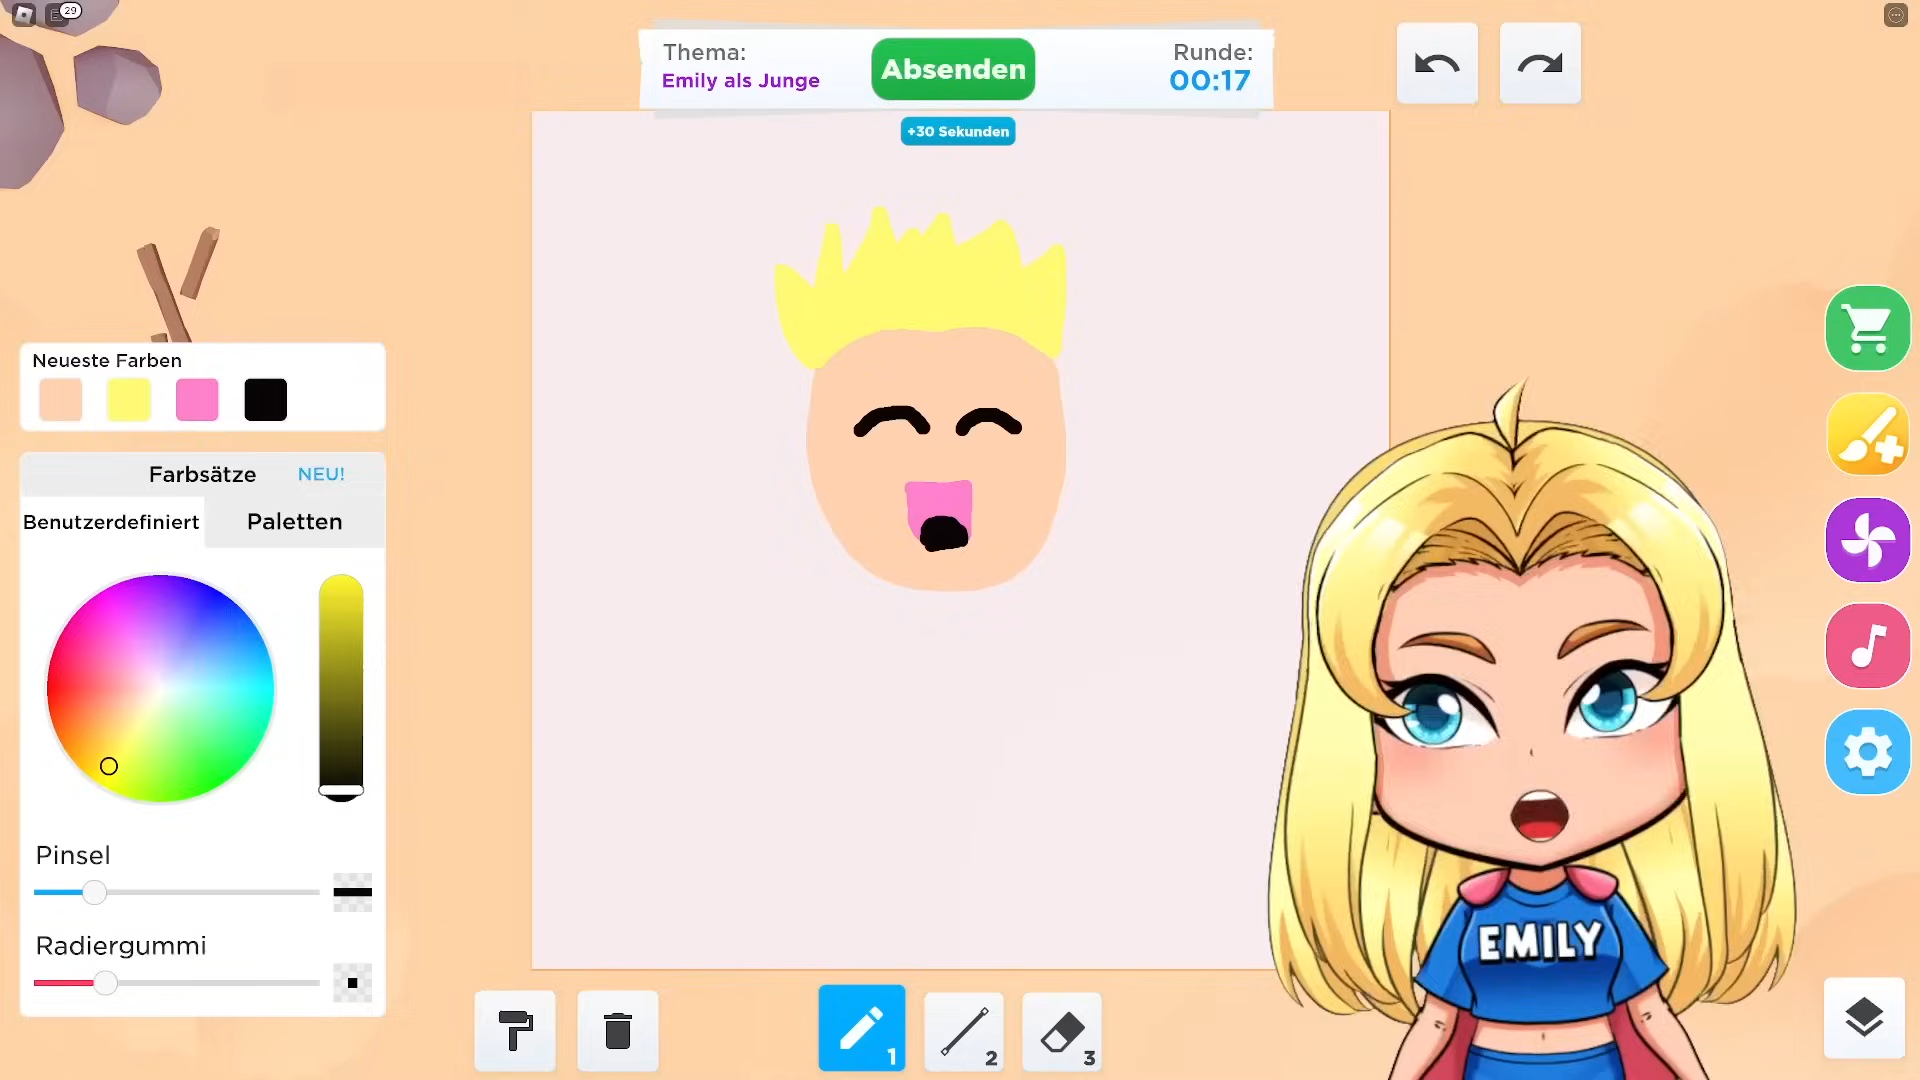 29
Thema:
Emily als Junge
Absenden
Runde:
00:17
+30 Sekunden
Neueste Farben
Farbsätze
NEU!
Benutzerdefiniert
Paletten
Pinsel
Radiergummi
1
2
3
EMILY